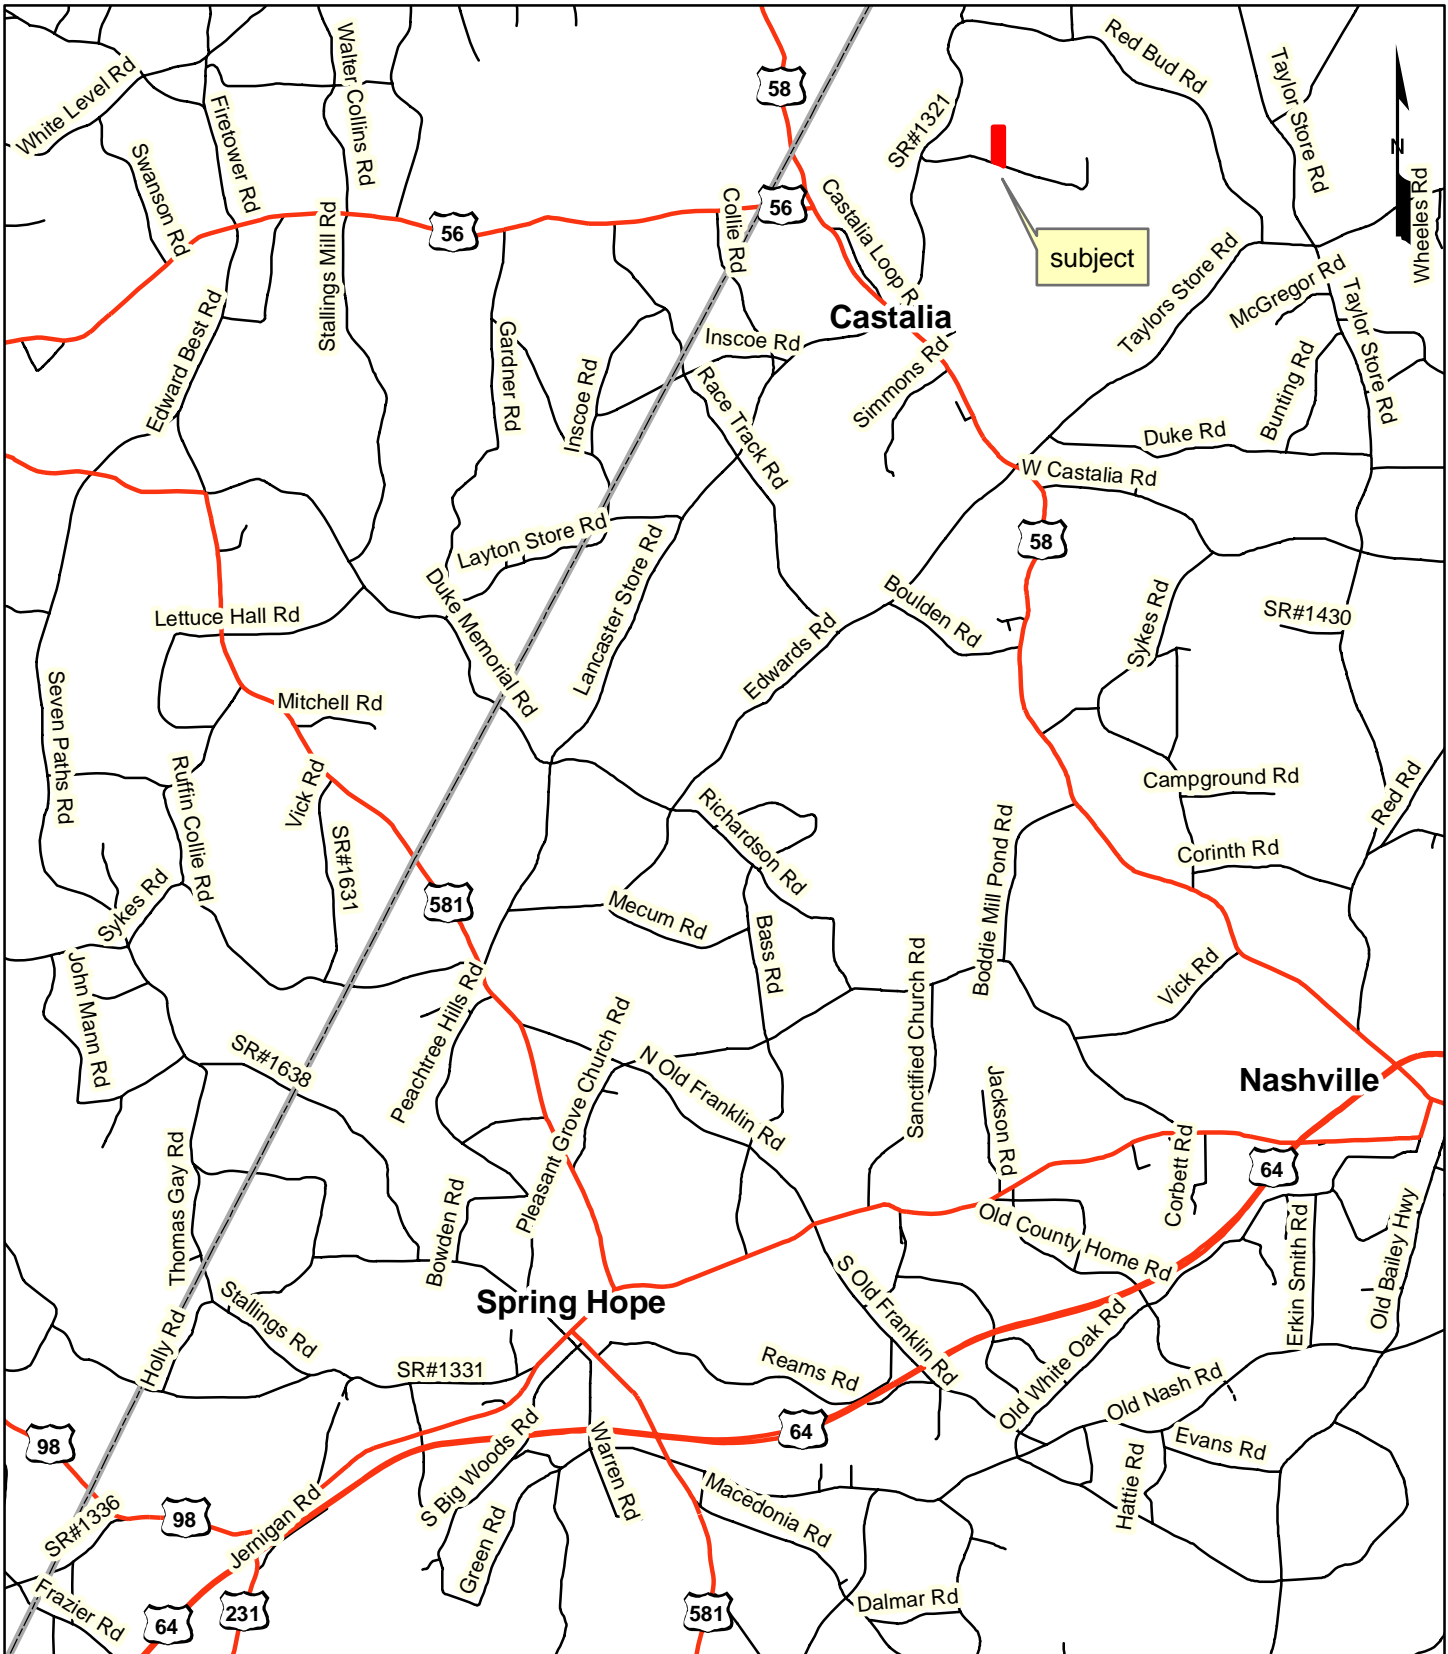 White Level Rd
Walter Collins Rd
Firetower Rd
Swanson Rd
58
Red Bud Rd
Taylor Store Rd
SR#1321
N
Wheeles Rd
56
Stallings Mill Rd
Collie Rd
56
Castalia Loop R
subject
Taylors Store Rd
McGregor Rd
Taylor Store Rd
Edward Best Rd
Castalia
Gardner Rd
Inscoe Rd
Inscoe Rd
Simmons Rd
Race Track Rd
Bunting Rd
Duke Rd
W Castalia Rd
58
Layton Store Rd
Lancaster Store Rd
Duke Memorial Rd
Lettuce Hall Rd
Boulden Rd
Sykes Rd
SR#1430
Edwards Rd
Seven Paths Rd
Mitchell Rd
Vick Rd
Ruffin Collie Rd
SR#1631
Campground Rd
Red Rd
Richardson Rd
Boddie Mill Pond Rd
Corinth Rd
581
Sykes Rd
Mecum Rd
Bass Rd
Vick Rd
John Mann Rd
Peachtree Hills Rd
Sanctified Church Rd
Pleasant Grove Church Rd
SR#1638
N Old Franklin Rd
Jackson Rd
Nashville
Thomas Gay Rd
Corbett Rd
64
Bowden Rd
Old County Home Rd
Erkin Smith Rd
Old Bailey Hwy
Stallings Rd
Spring Hope
S Old Franklin Rd
Old White Oak Rd
Holly Rd
SR#1331
Reams Rd
Old Nash Rd
98
64
S Big Woods Rd
Warren Rd
Evans Rd
Hattie Rd
Macedonia Rd
SR#1336
98
Jernigan Rd
Green Rd
Frazier Rd
64
231
581
Dalmar Rd